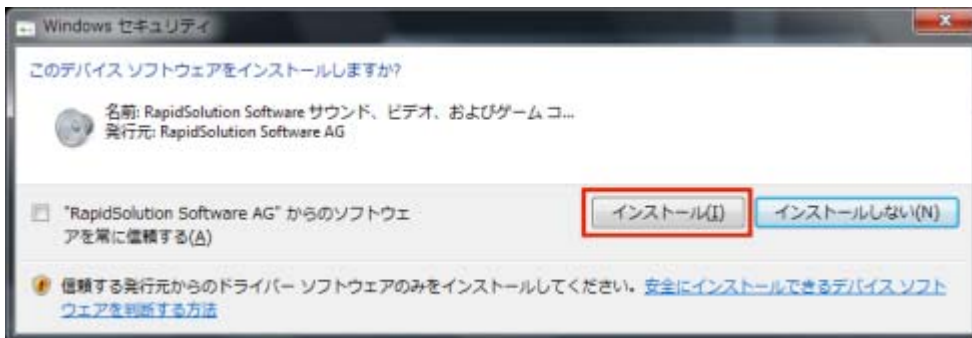 Windows セキュリティ
このデバイス ソフトウェアをインストールしますか?
名前: RapidSolution Software サウンド、ビデオ、およびゲーム コ...
発行元: RapidSolution Software AG
"RapidSolution Software AG" からのソフトウェ
アを常に信頼する(A)
インストール(I)
インストールしない(N)
信頼する発行元からのドライバー ソフトウェアのみをインストールしてください。安全にインストールできるデバイス ソフト
ウェアを判断する方法